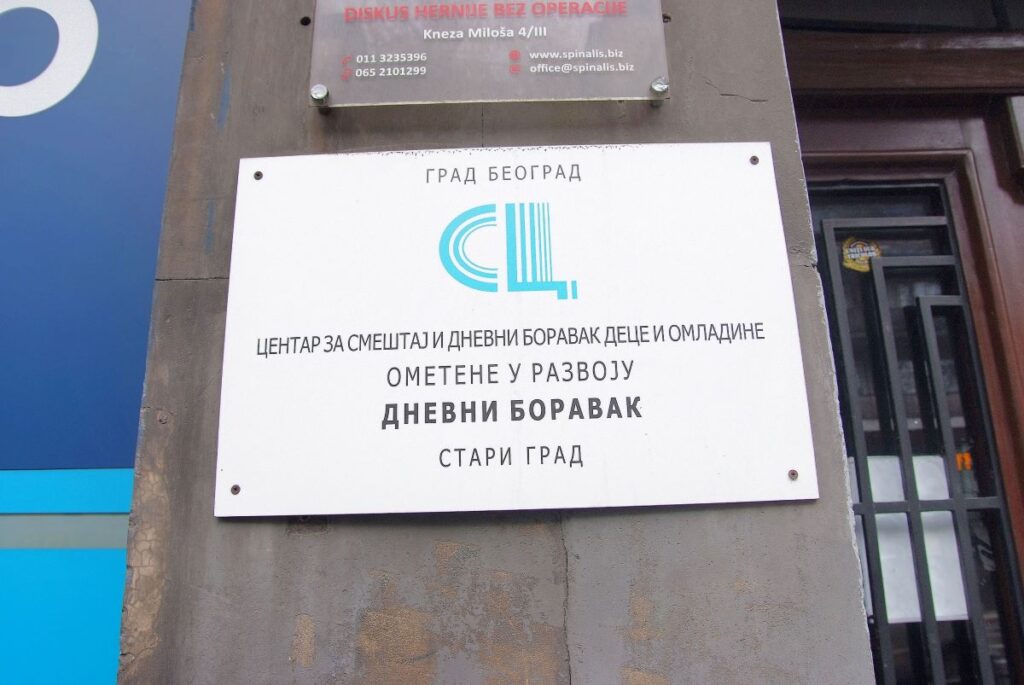 DISKUS HERNIJE BEZ OPERACIJE
Kneza Miloša 4/III
011 3235396
065 2101299
www.spinalis.biz
office@spinalis.biz
ГРАД БЕОГРАД
СЦ
ЦЕНТАР ЗА СМЕШТАЈ И ДНЕВНИ БОРАВАК ДЕЦЕ И ОМЛАДИНЕ
ОМЕТЕНЕ У РАЗВОЈУ
ДНЕВНИ БОРАВАК
СТАРИ ГРАД